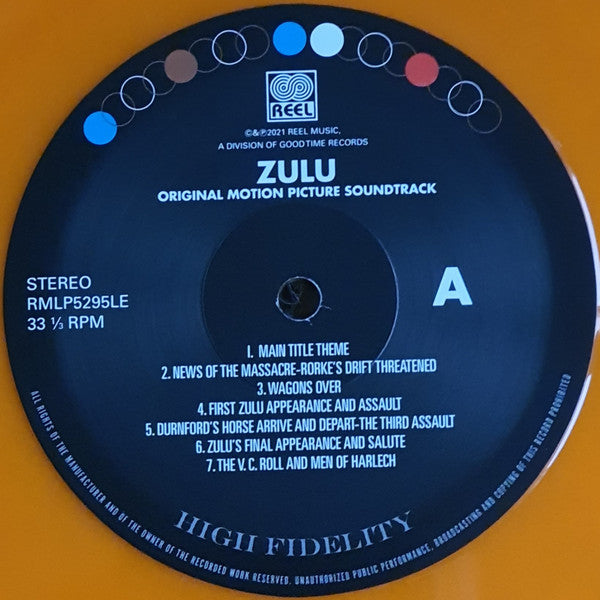 REEL
©&℗2021 REEL MUSIC,
A DIVISION OF GOODTIME RECORDS
ZULU
ORIGINAL MOTION PICTURE SOUNDTRACK
STEREO
RMLP5295LE
33 ⅓ RPM
A
1. MAIN TITLE THEME
2. NEWS OF THE MASSACRE-RORKE'S DRIFT THREATENED
3. WAGONS OVER
4. FIRST ZULU APPEARANCE AND ASSAULT
5. DURNFORD'S HORSE ARRIVE AND DEPART-THE THIRD ASSAULT
6. ZULU'S FINAL APPEARANCE AND SALUTE
7. THE V. C. ROLL AND MEN OF HARLECH
HIGH FIDELITY
ALL RIGHTS OF THE MANUFACTURER AND OF THE OWNER OF THE RECORDED WORK RESERVED. UNAUTHORIZED PUBLIC PERFORMANCE, BROADCASTING AND COPYING OF THIS RECORD PROHIBITED